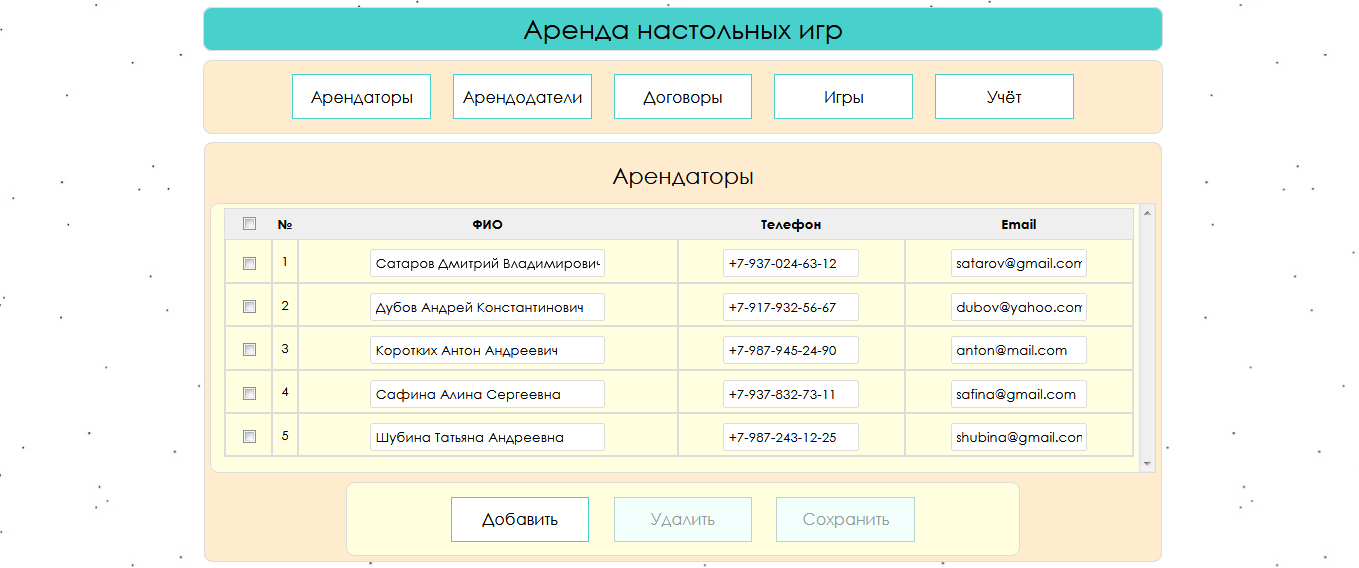 Аренда настольных игр
Арендаторы Арендодатели Договоры Игры Учёт
Арендаторы
№ ФИО Телефон Email
1 Сатаров Дмитрий Владимирович +7-937-024-63-12 satarov@gmail.com
2 Дубов Андрей Константинович +7-917-932-56-67 dubov@yahoo.com
3 Коротких Антон Андреевич +7-987-945-24-90 anton@mail.com
4 Сафина Алина Сергеевна +7-937-832-73-11 safina@gmail.com
5 Шубина Татьяна Андреевна +7-987-243-12-25 shubina@gmail.con
Добавить Удалить Сохранить